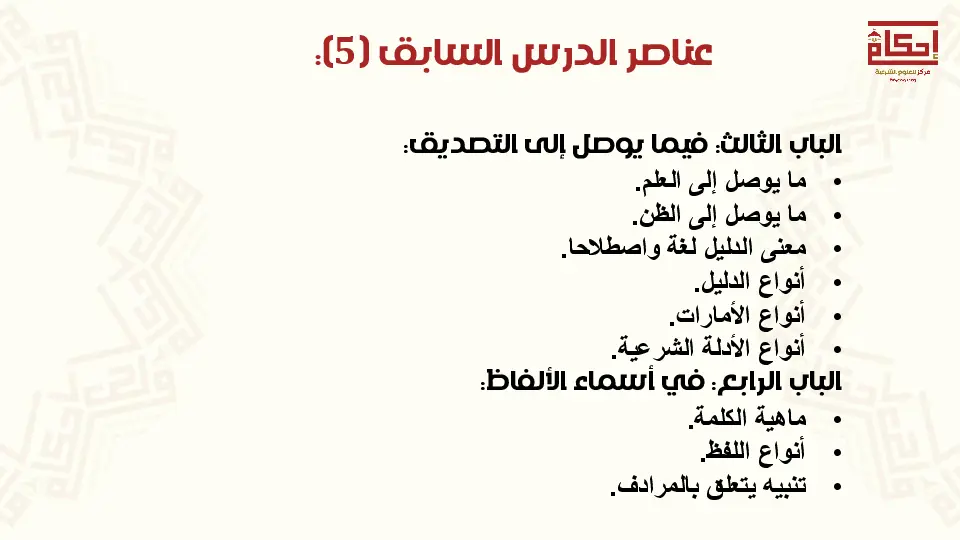 عناصر الدرس السابق (5):
إحكام
مركز للعلوم الشرعية
الباب الثالث: فيما يوصل إلى التصديق:
• ما يوصل إلى العلم.
• ما يوصل إلى الظن.
• معنى الدليل لغة واصطلاحا.
• أنواع الدليل.
• أنواع الأمارات.
• أنواع الأدلة الشرعية.
الباب الرابع: في أسماء الألفاظ:
• ماهية الكلمة.
• أنواع اللفظ.
• تنبيه يتعلق بالمرادف.